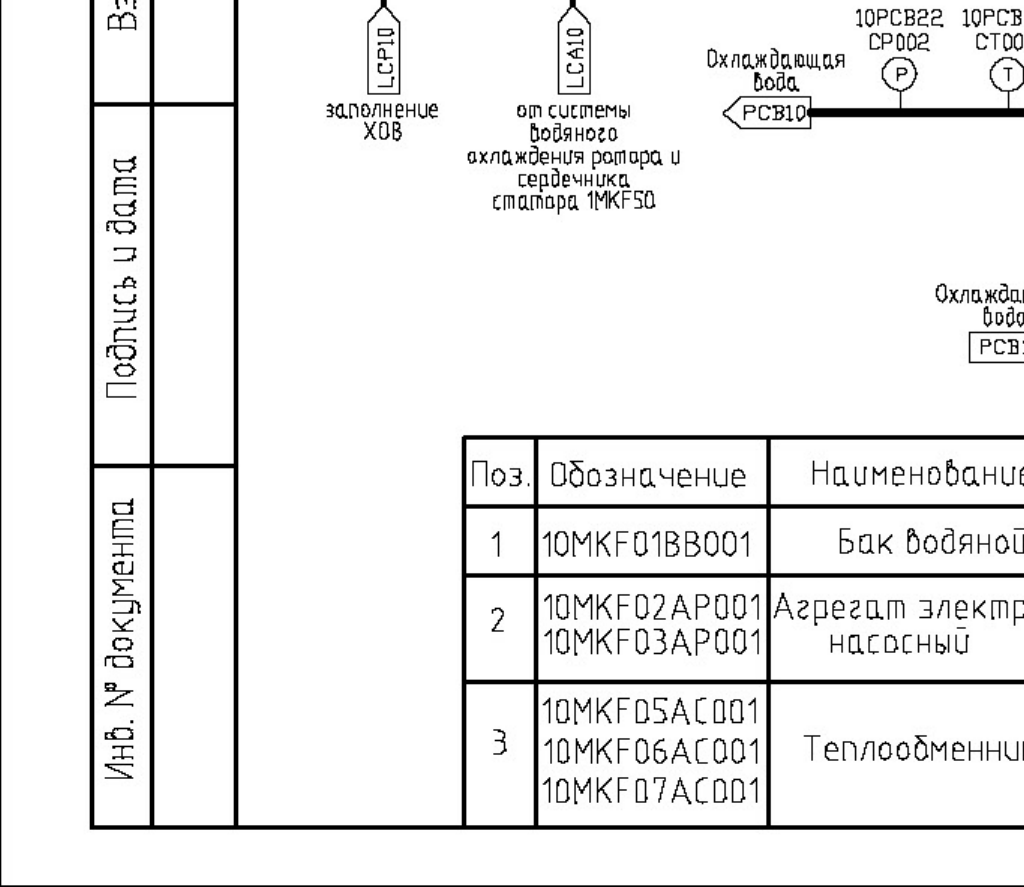 Вз
10PCB22
CP002
P
10PCB
CT00
T
LCP10
LCA10
Охлаждающая
вода
PCB10
заполнение
ХОВ
от системы
водяного
охлаждения ротора и
сердечника
статора 1MKF50
Подпись и дата
Охлаждаю
вода
PCB1
Поз.
Обозначение
Наименование
1
10MKF01BB001
Бак водяной
2
10MKF02AP001
10MKF03AP001
Агрегат электр
насосный
3
10MKF05AC001
10MKF06AC001
10MKF07AC001
Теплообменни
Инв. № документа